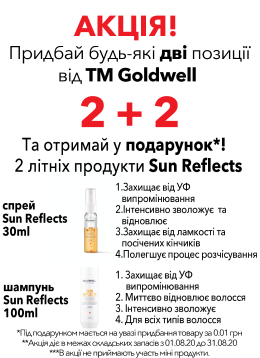 АКЦІЯ!
Придбай будь-які дві позиції
від TM Goldwell
2 + 2
Та отримай у подарунок*!
2 літніх продукти Sun Reflects
спрей
Sun Reflects
30ml
1.Захищає від УФ
випромінювання
2.Інтенсивно зволожує та
відновлює
3.Захищає від ламкості та
посічених кінчиків
4.Полегшує процес розчісування
шампунь
Sun Reflects
100ml
1. Захищає від УФ
випромінювання
2. Миттєво відновлює волосся
3. Інтенсивно зволожує
4. Для всіх типів волосся
*Під подарунком мається на увазі придбання товару за 0.01 грн
**Акція діє в межах складських запасів з 01.08.20 до 31.08.20
***В акції не приймають участь міні продукти.